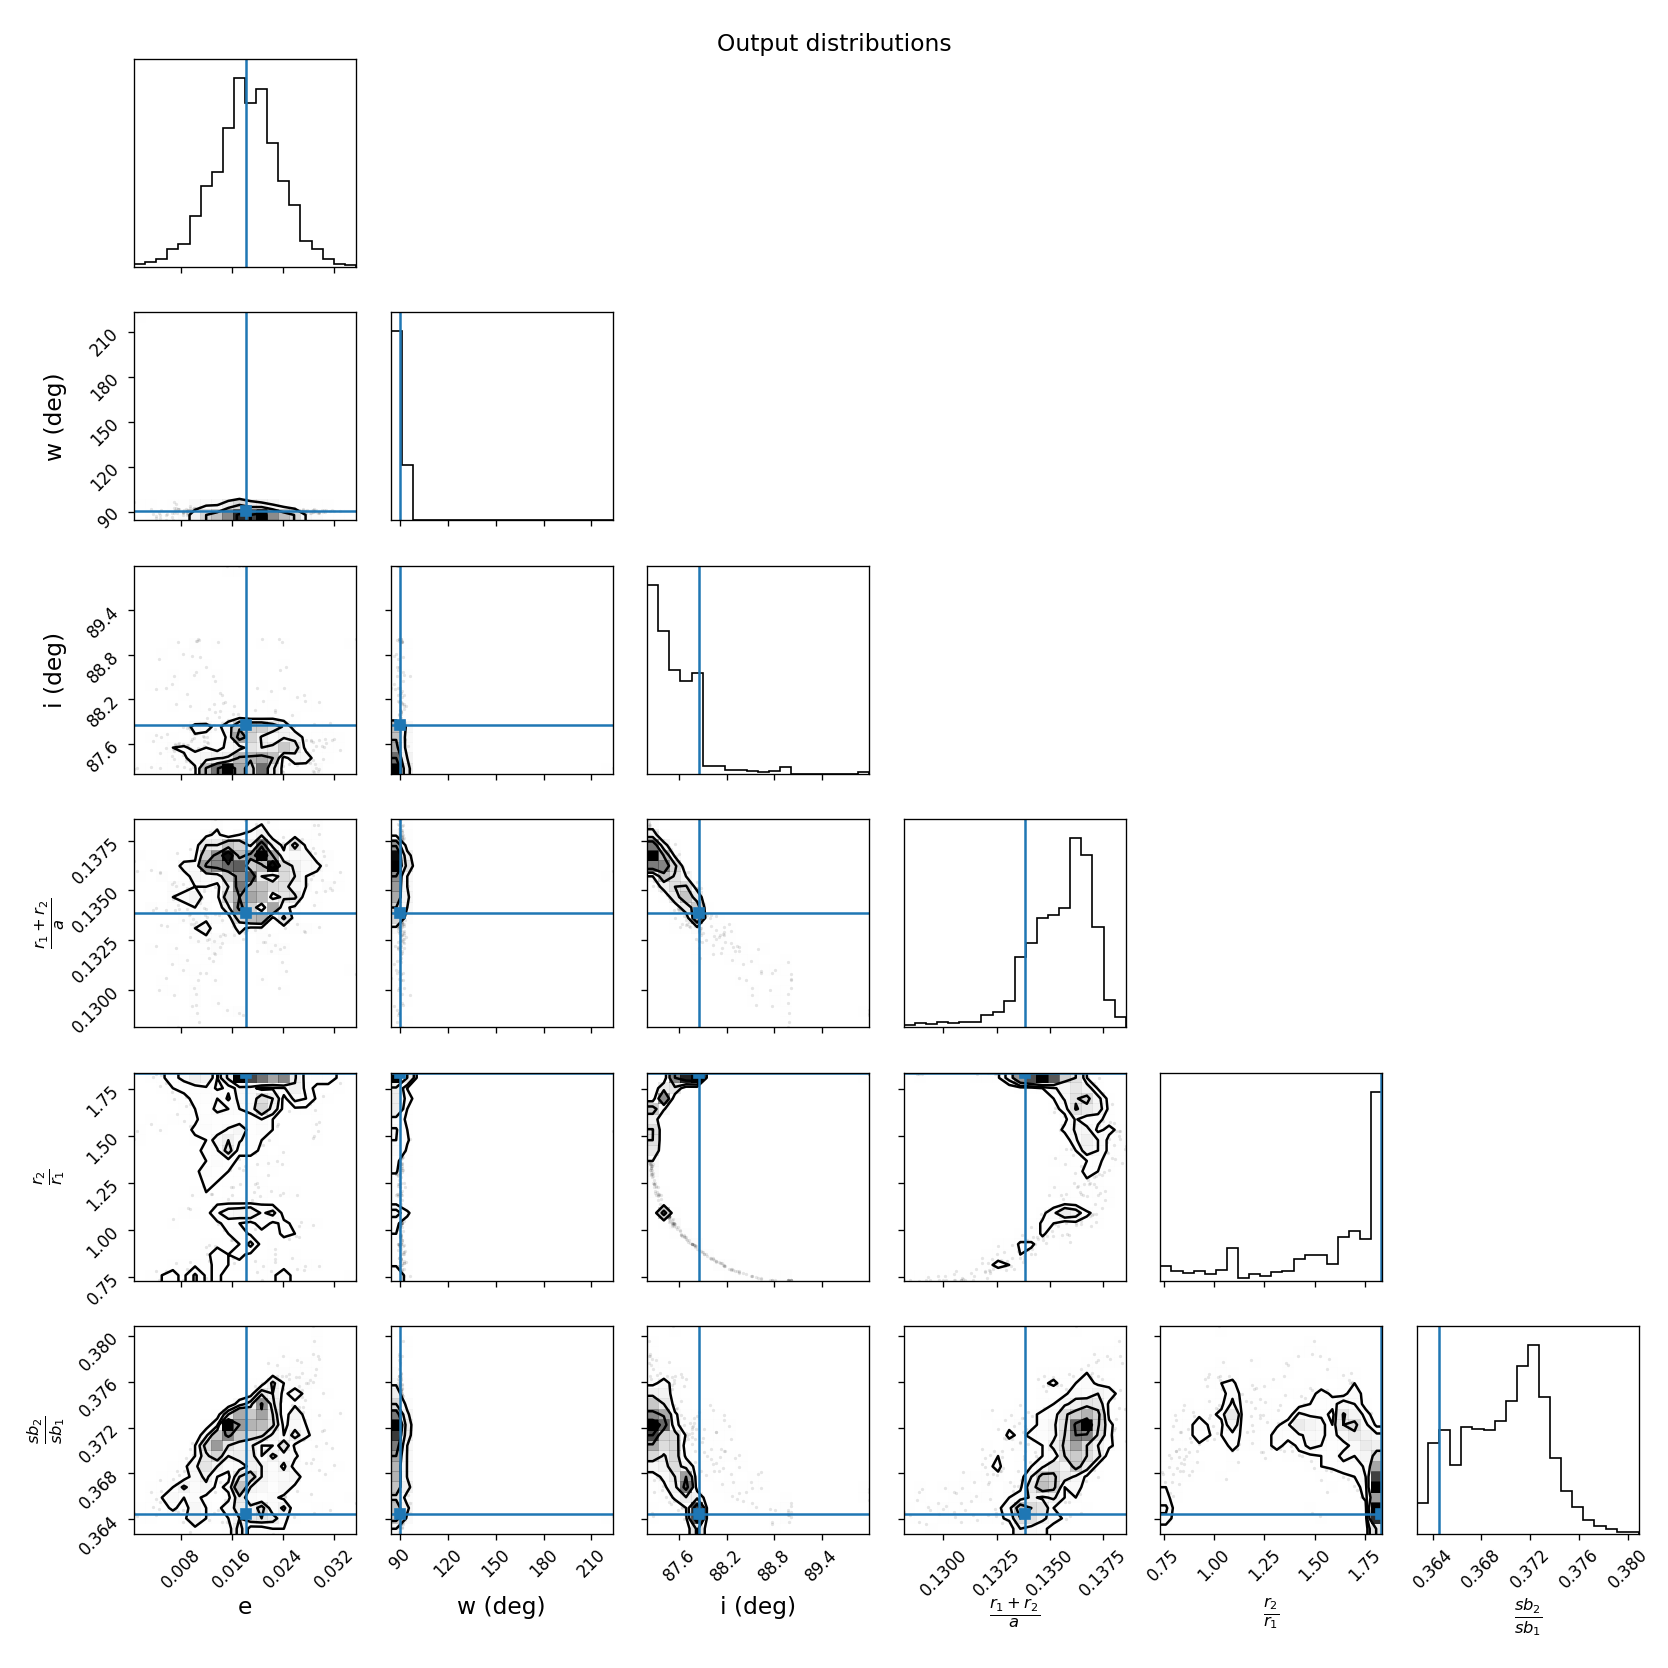 Output distributions
w (deg)
210
180
150
120
90
i (deg)
89.4
88.8
88.2
87.6
r₁ + r₂
a
0.1375
0.1350
0.1325
0.1300
r₂
r₁
1.75
1.50
1.25
1.00
0.75
sb₂
sb₁
0.380
0.376
0.372
0.368
0.364
0.008 0.016 0.024 0.032
e
90 120 150 180 210
w (deg)
87.6 88.2 88.8 89.4
i (deg)
0.1300 0.1325 0.1350 0.1375
r₁ + r₂
a
0.75 1.00 1.25 1.50 1.75
r₂
r₁
0.364 0.368 0.372 0.376 0.380
sb₂
sb₁